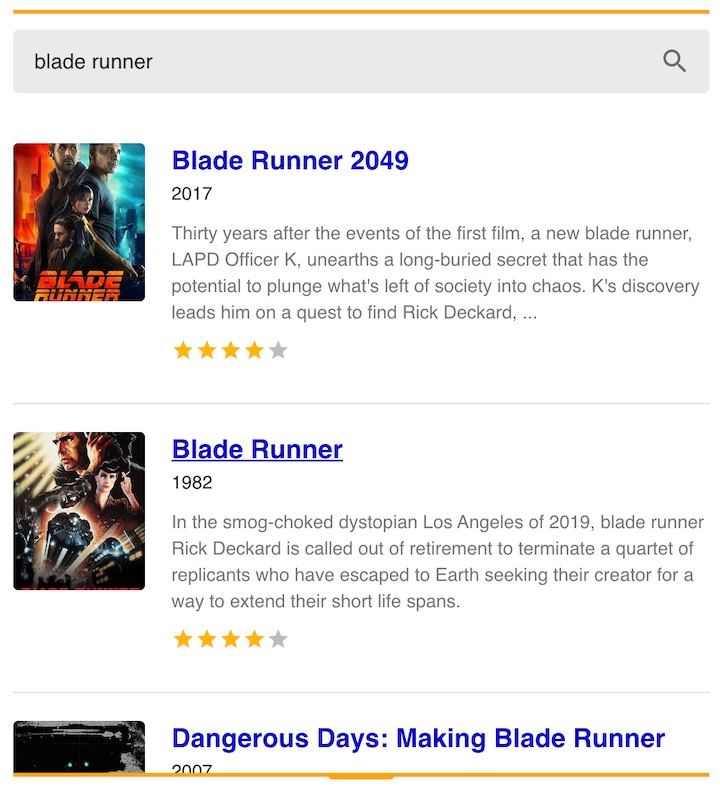 blade runner
Blade Runner 2049
2017
Thirty years after the events of the first film, a new blade runner,
LAPD Officer K, unearths a long-buried secret that has the
potential to plunge what's left of society into chaos. K's discovery
leads him on a quest to find Rick Deckard, ...
BLADE
RUNNER
Blade Runner
1982
In the smog-choked dystopian Los Angeles of 2019, blade runner
Rick Deckard is called out of retirement to terminate a quartet of
replicants who have escaped to Earth seeking their creator for a
way to extend their short life spans.
Dangerous Days: Making Blade Runner
2007